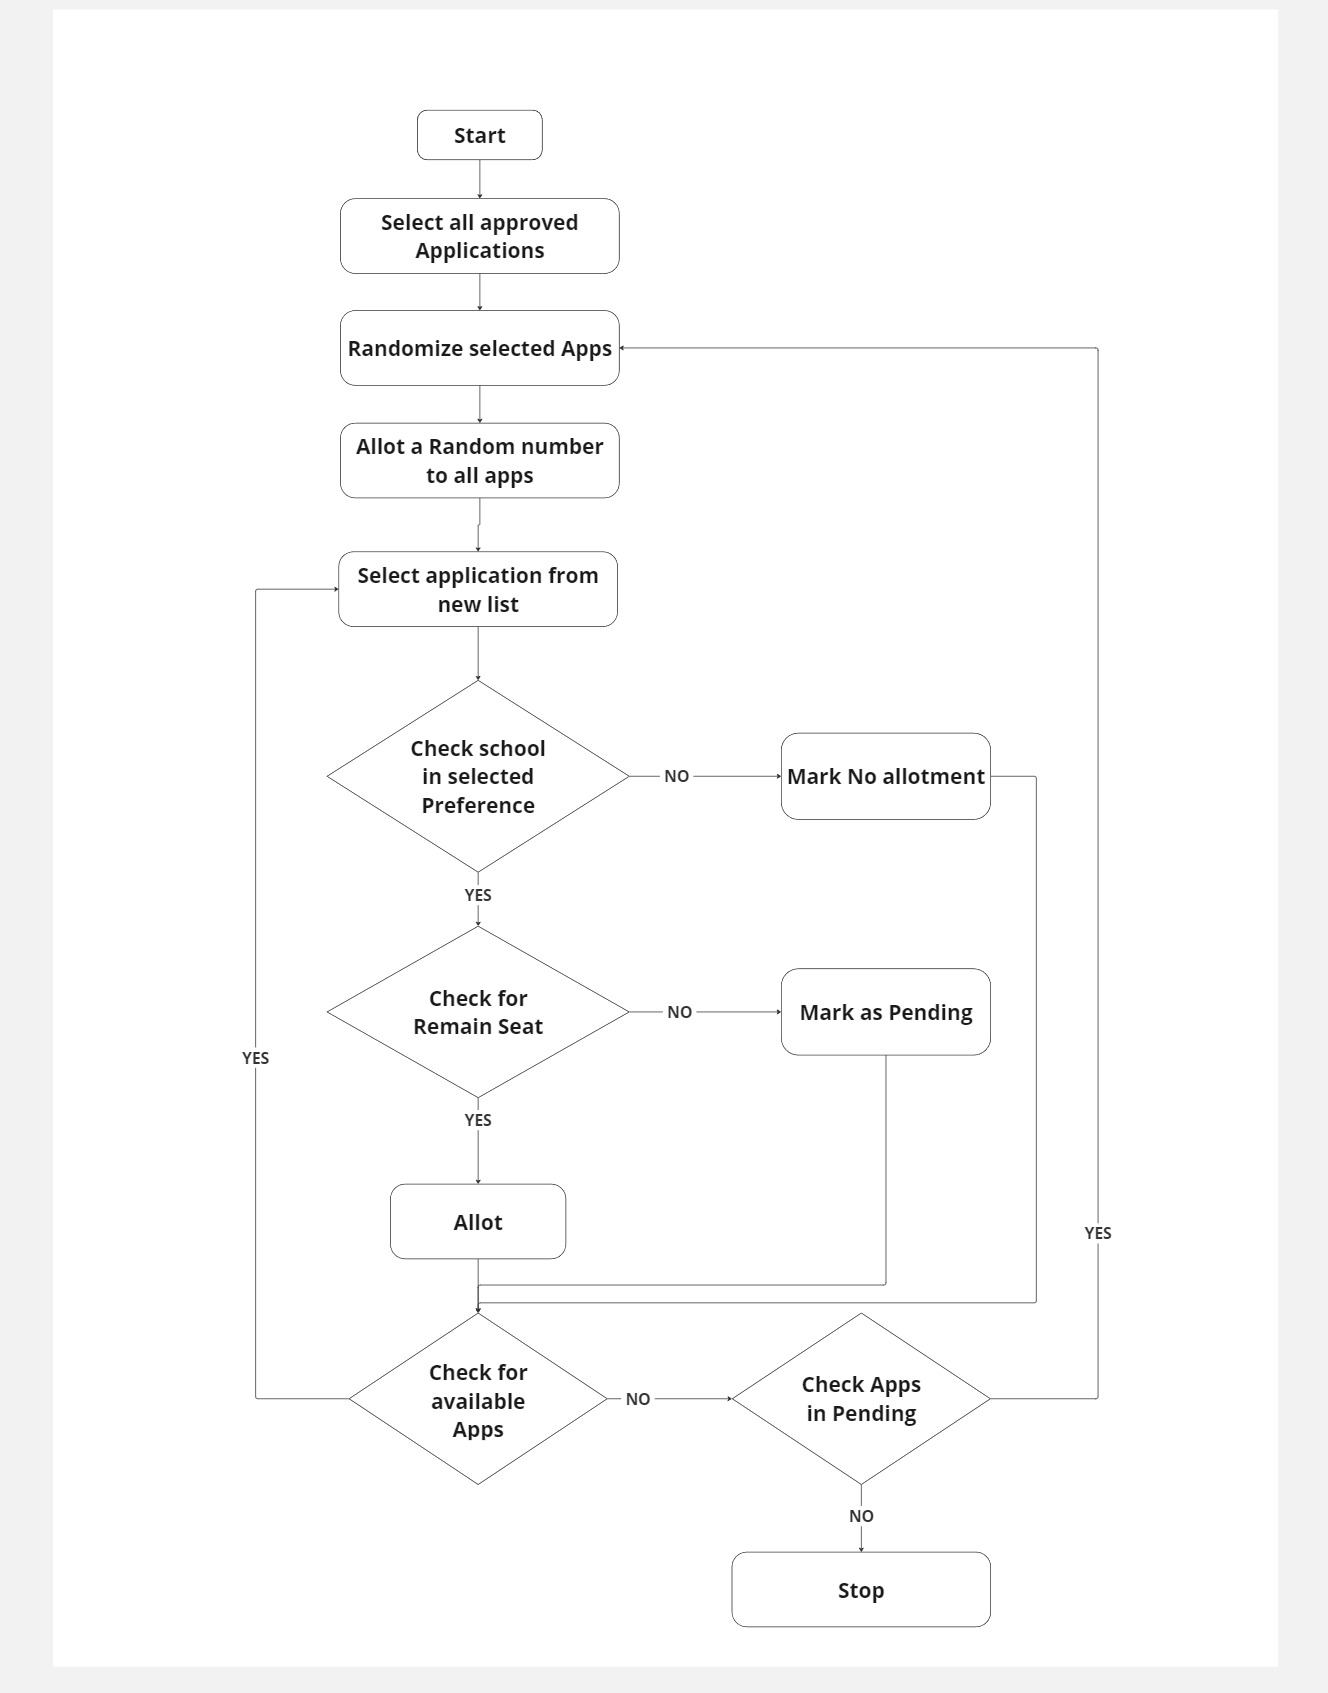 Start
Select all approved
Applications
Randomize selected Apps
Allot a Random number
to all apps
Select application from
new list
Check school
in selected
Preference
NO
Mark No allotment
YES
Check for
Remain Seat
NO
Mark as Pending
YES
YES
Allot
YES
Check for
available
Apps
NO
Check Apps
in Pending
NO
Stop